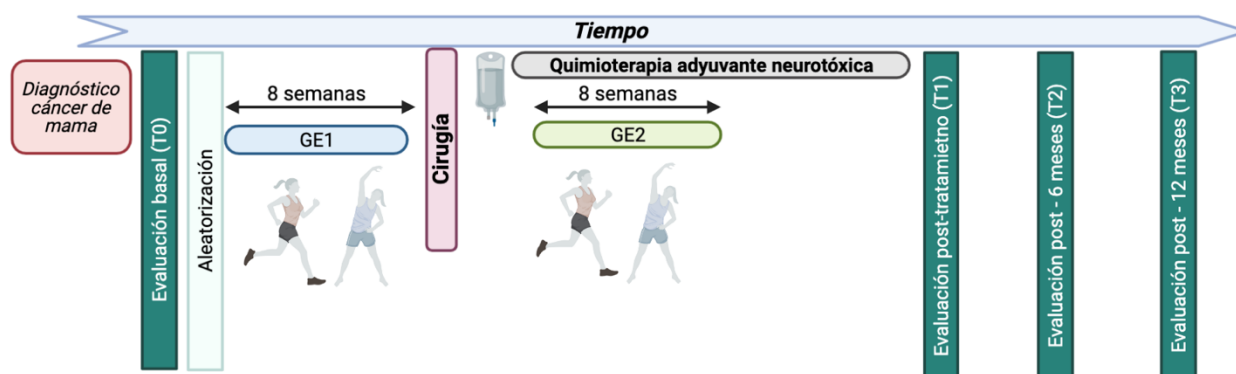 Tiempo
Diagnóstico
cáncer de
mama
Evaluación basal (T0)
Aleatorización
8 semanas
GE1
Cirugía
Quimioterapia adyuvante neurotóxica
8 semanas
GE2
Evaluación post-tratamietno (T1)
Evaluación post - 6 meses (T2)
Evaluación post - 12 meses (T3)